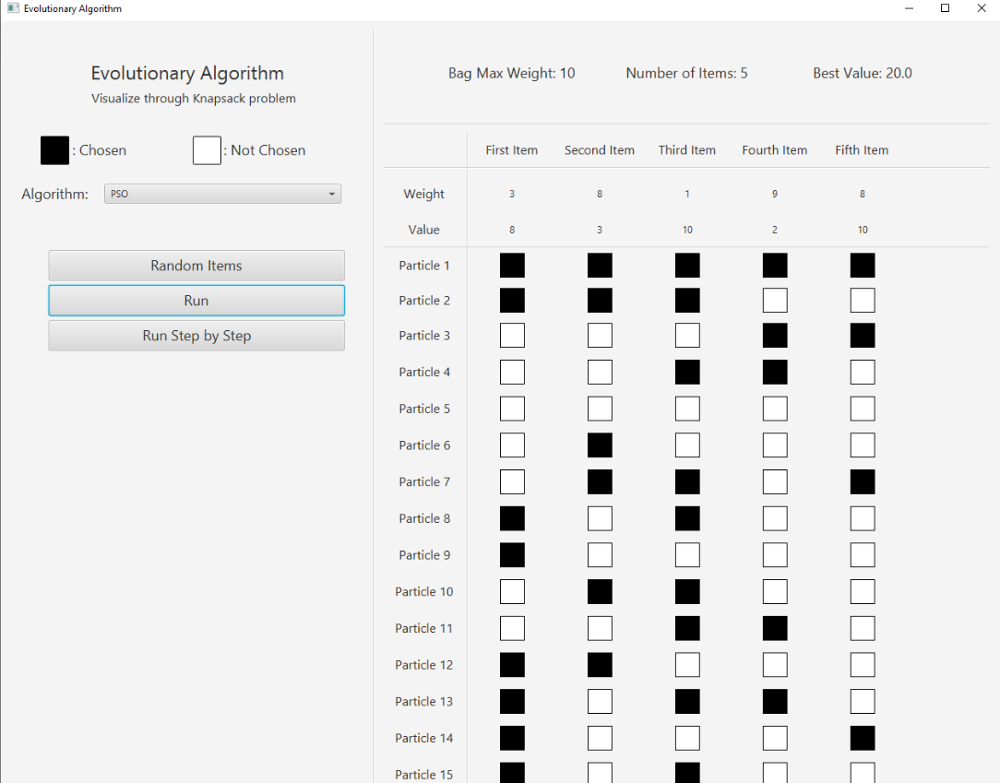 Evolutionary Algorithm
Evolutionary Algorithm
Visualize through Knapsack problem
: Chosen : Not Chosen
Algorithm: PSO
Random Items
Run
Run Step by Step
Bag Max Weight: 10 Number of Items: 5 Best Value: 20.0
First Item Second Item Third Item Fourth Item Fifth Item
Weight 3 8 1 9 8
Value 8 3 10 2 10
Particle 1
Particle 2
Particle 3
Particle 4
Particle 5
Particle 6
Particle 7
Particle 8
Particle 9
Particle 10
Particle 11
Particle 12
Particle 13
Particle 14
Particle 15